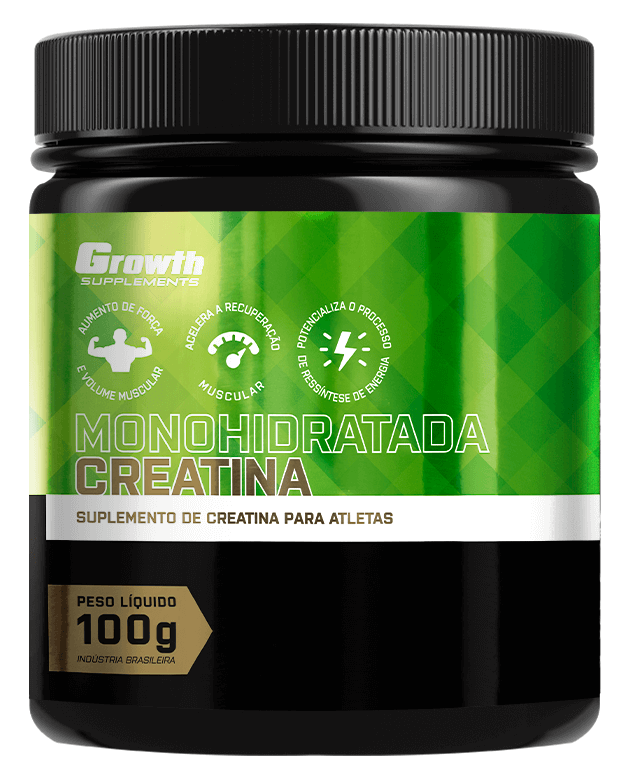 Growth
SUPPLEMENTS
AUMENTO DE FORÇA
E VOLUME MUSCULAR
ACELERA A RECUPERAÇÃO
MUSCULAR
POTENCIALIZA O PROCESSO
DE RESSÍNTESE DE ENERGIA
MONOHIDRATADA
CREATINA
SUPLEMENTO DE CREATINA PARA ATLETAS
PESO LÍQUIDO
100g
INDÚSTRIA BRASILEIRA